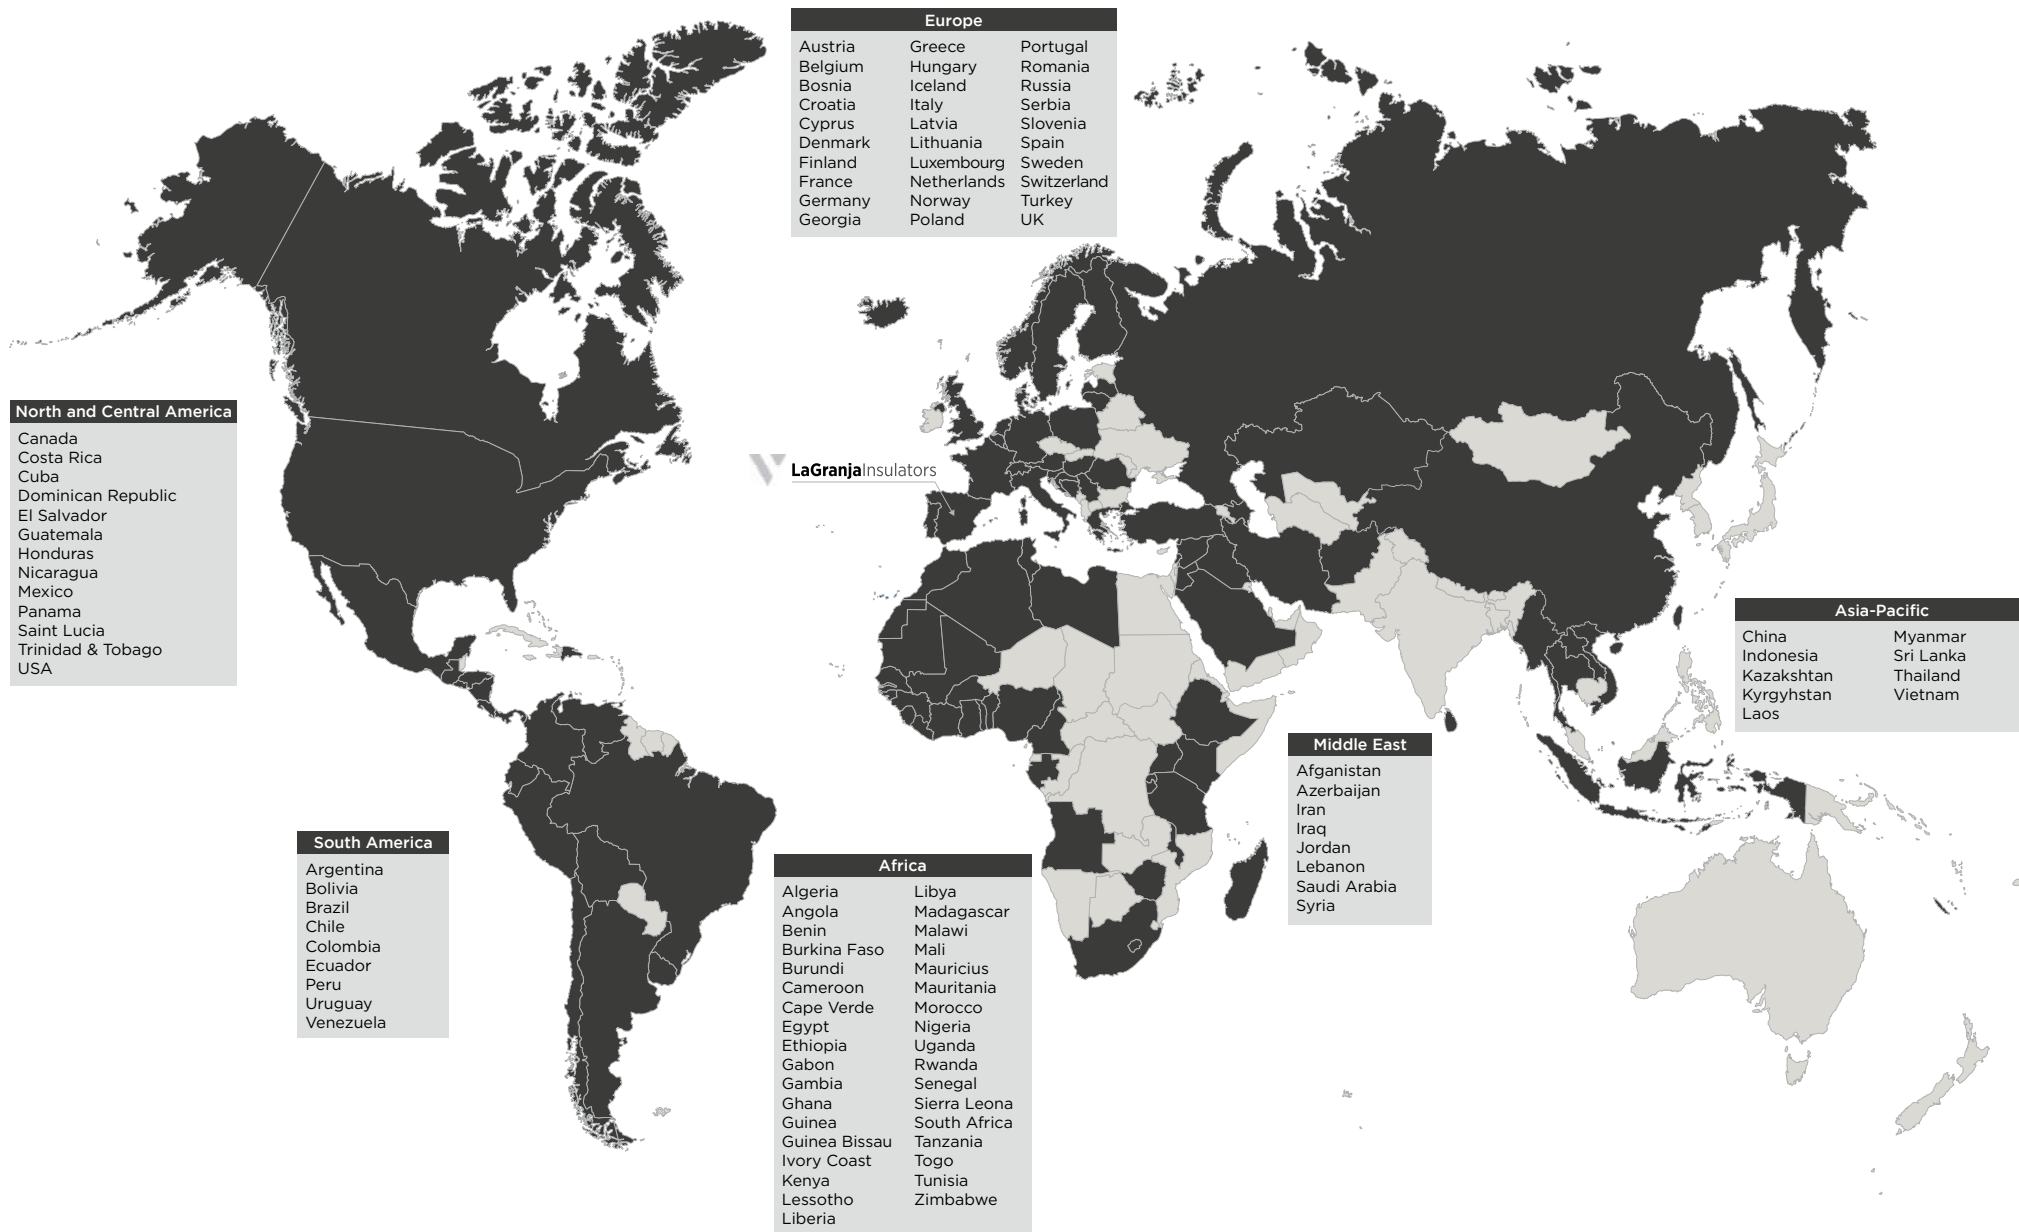 Europe
Austria
Belgium
Bosnia
Croatia
Cyprus
Denmark
Finland
France
Germany
Georgia
Greece
Hungary
Iceland
Italy
Latvia
Lithuania
Luxembourg
Netherlands
Norway
Poland
Portugal
Romania
Russia
Serbia
Slovenia
Spain
Sweden
Switzerland
Turkey
UK
North and Central America
Canada
Costa Rica
Cuba
Dominican Republic
El Salvador
Guatemala
Honduras
Nicaragua
Mexico
Panama
Saint Lucia
Trinidad & Tobago
USA
LaGranjaInsulators
Asia-Pacific
China
Indonesia
Kazakshtan
Kyrgyhstan
Laos
Myanmar
Sri Lanka
Thailand
Vietnam
Middle East
Afganistan
Azerbaijan
Iran
Iraq
Jordan
Lebanon
Saudi Arabia
Syria
South America
Argentina
Bolivia
Brazil
Chile
Colombia
Ecuador
Peru
Uruguay
Venezuela
Africa
Algeria
Angola
Benin
Burkina Faso
Burundi
Cameroon
Cape Verde
Egypt
Ethiopia
Gabon
Gambia
Ghana
Guinea
Guinea Bissau
Ivory Coast
Kenya
Lessotho
Liberia
Libya
Madagascar
Malawi
Mali
Mauricius
Mauritania
Morocco
Nigeria
Uganda
Rwanda
Senegal
Sierra Leona
South Africa
Tanzania
Togo
Tunisia
Zimbabwe